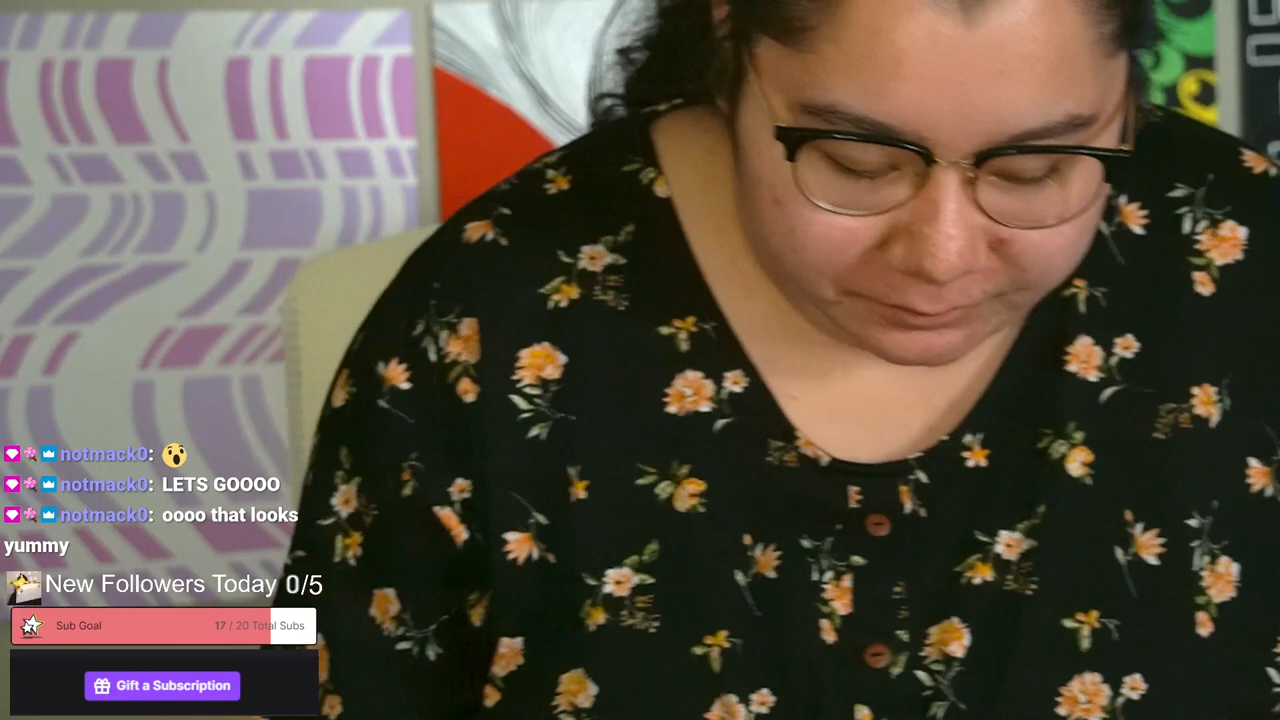 notmack0: 😮
notmack0: LETS GOOOO
notmack0: oooo that looks
yummy
New Followers Today 0/5
Sub Goal 17 / 20 Total Subs
Gift a Subscription